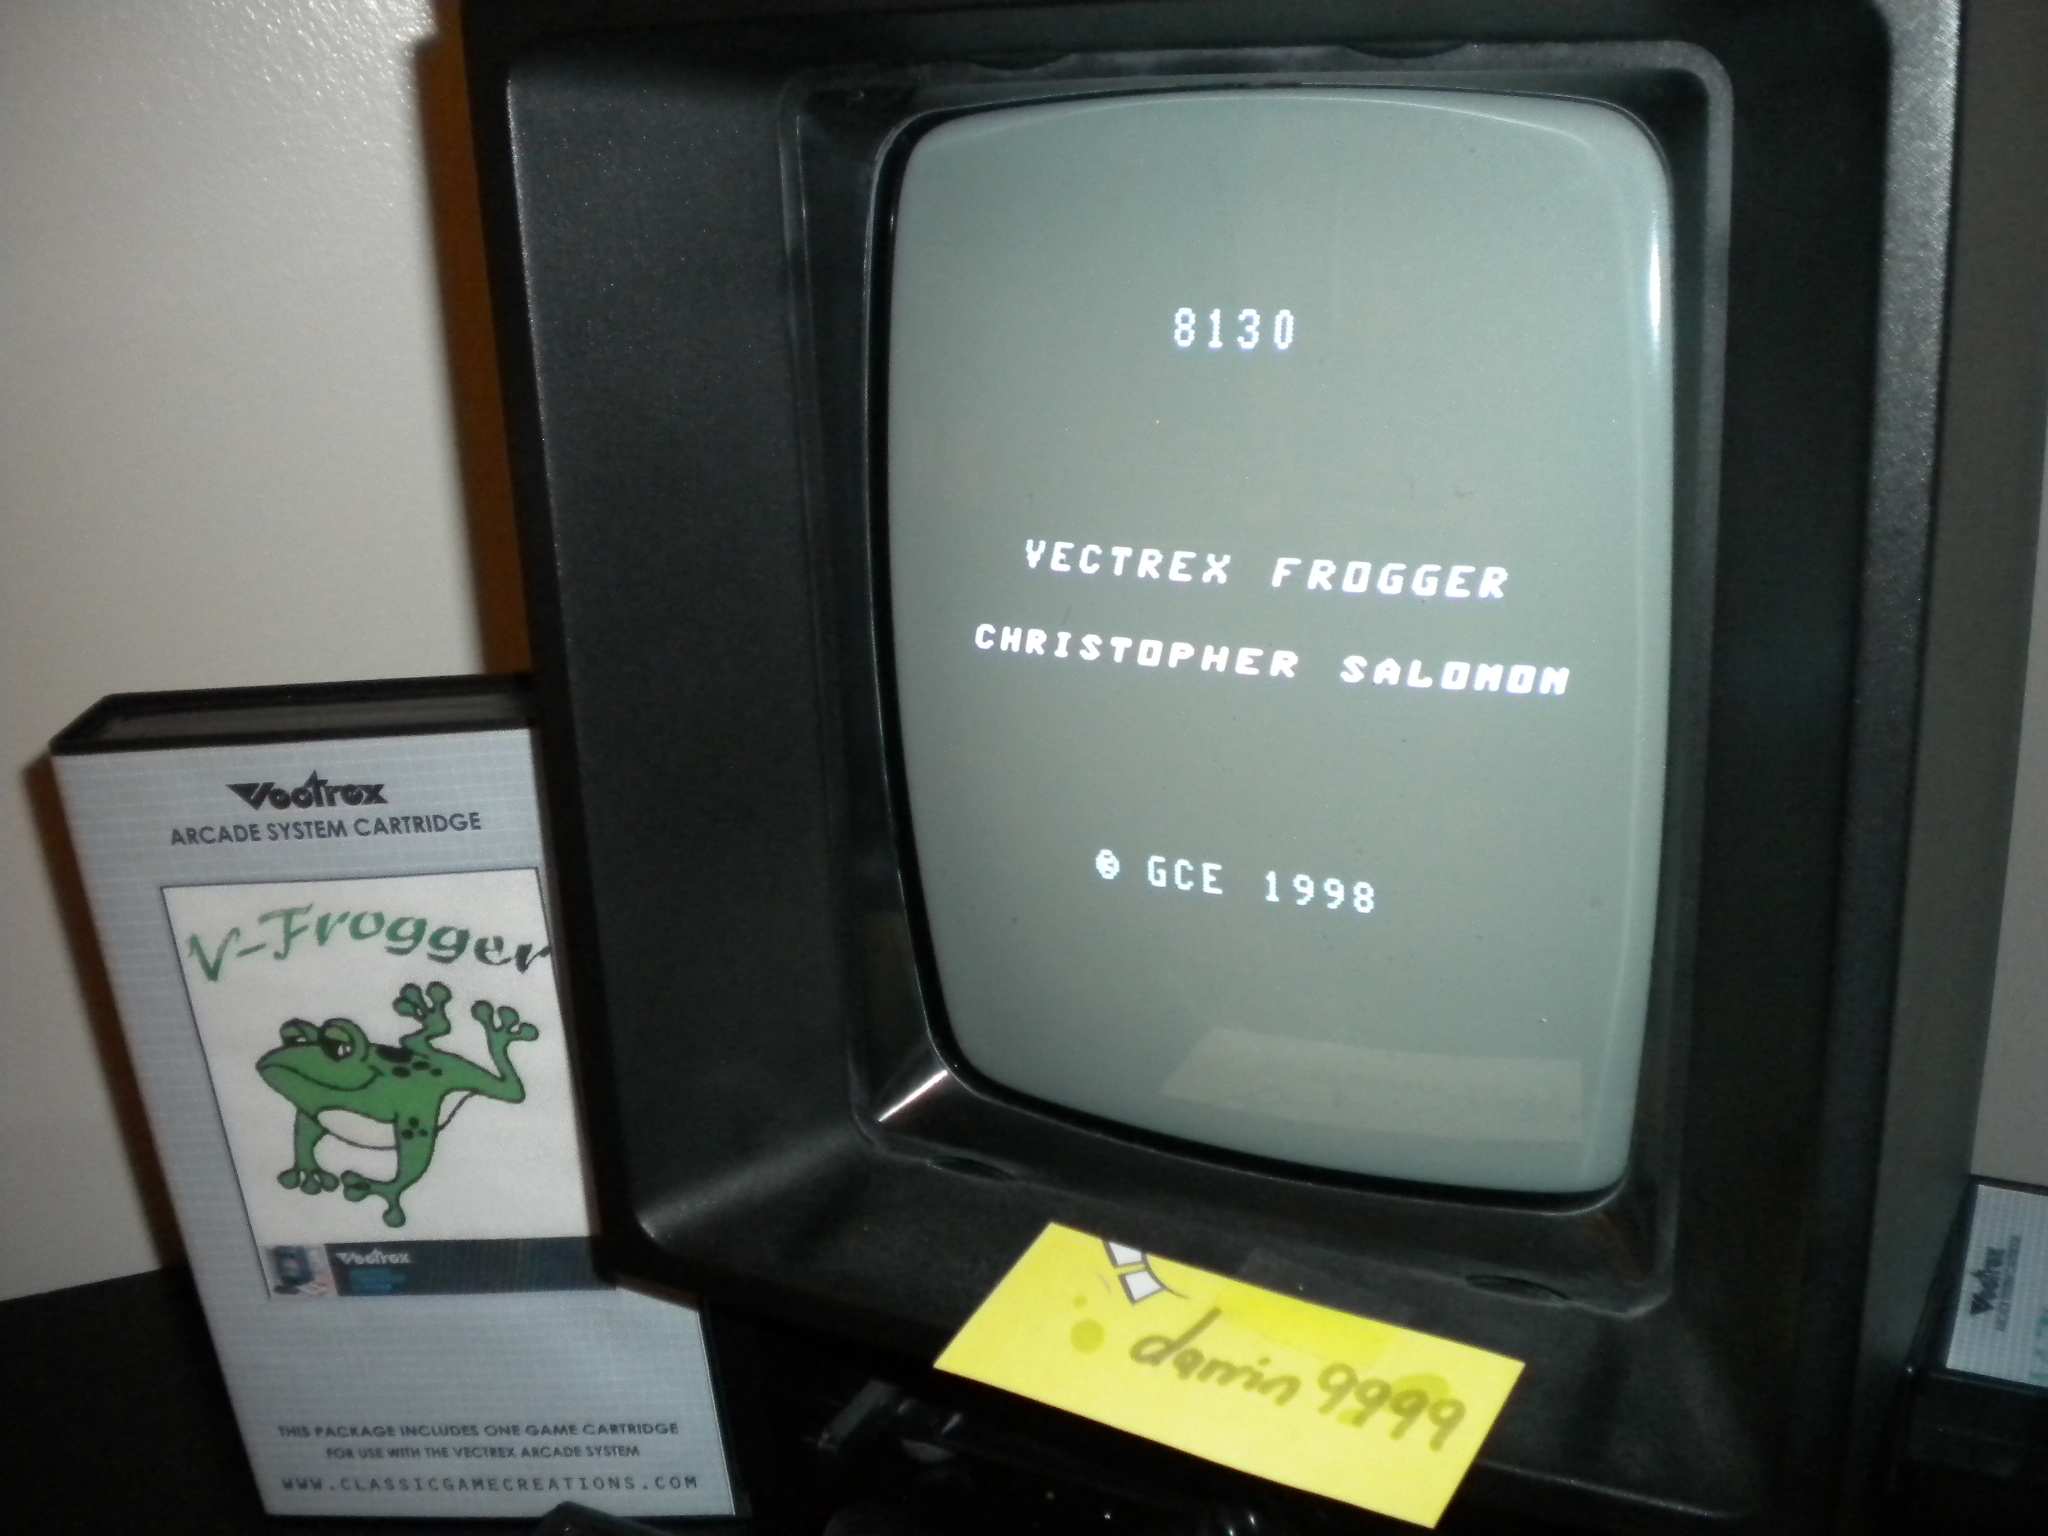 8130
VECTREX FROGGER
CHRISTOPHER SALOMON
© GCE 1998
Vectrex
ARCADE SYSTEM CARTRIDGE
V-Frogger
Vectrex
THIS PACKAGE INCLUDES ONE GAME CARTRIDGE
FOR USE WITH THE VECTREX ARCADE SYSTEM
WWW.CLASSICGAMECREATIONS.COM
darrin9999
Vectrex